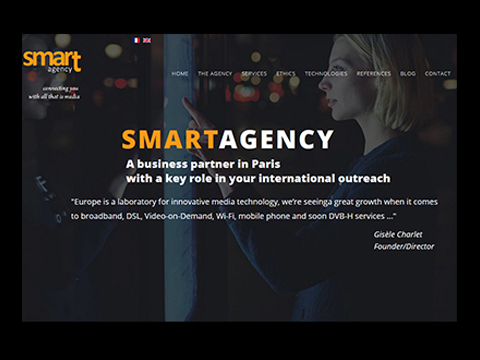 smart
agency
connecting you
with all that is media
HOME THE AGENCY SERVICES ETHICS TECHNOLOGIES REFERENCES BLOG CONTACT
SMARTAGENCY
A business partner in Paris
with a key role in your international outreach
"Europe is a laboratory for innovative media technology, we're seeinga great growth when it comes
to broadband, DSL, Video-on-Demand, Wi-Fi, mobile phone and soon DVB-H services ..."
Gisèle Charlet
Founder/Director